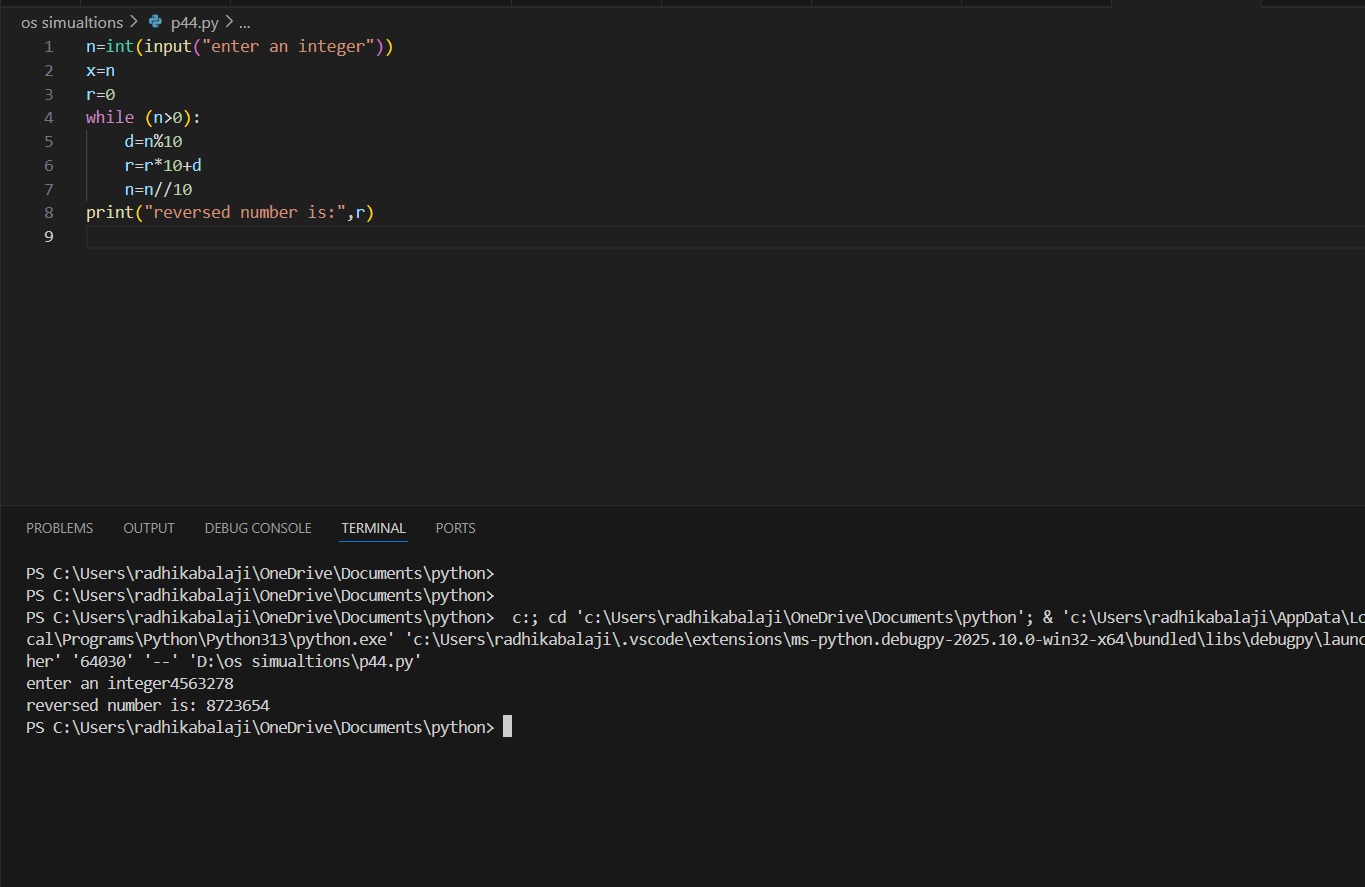 os simualtions > p44.py > ...
1 n=int(input("enter an integer"))
2 x=n
3 r=0
4 while (n>0):
5     d=n%10
6     r=r*10+d
7     n=n//10
8 print("reversed number is:",r)
9
PROBLEMS OUTPUT DEBUG CONSOLE TERMINAL PORTS
PS C:\Users\radhikabalaji\OneDrive\Documents\python>
PS C:\Users\radhikabalaji\OneDrive\Documents\python>
PS C:\Users\radhikabalaji\OneDrive\Documents\python>  c:; cd 'c:\Users\radhikabalaji\OneDrive\Documents\python'; & 'c:\Users\radhikabalaji\AppData\Lo
cal\Programs\Python\Python313\python.exe' 'c:\Users\radhikabalaji\.vscode\extensions\ms-python.debugpy-2025.10.0-win32-x64\bundled\libs\debugpy\launc
her' '64030' '--' 'D:\os simualtions\p44.py'
enter an integer4563278
reversed number is: 8723654
PS C:\Users\radhikabalaji\OneDrive\Documents\python>